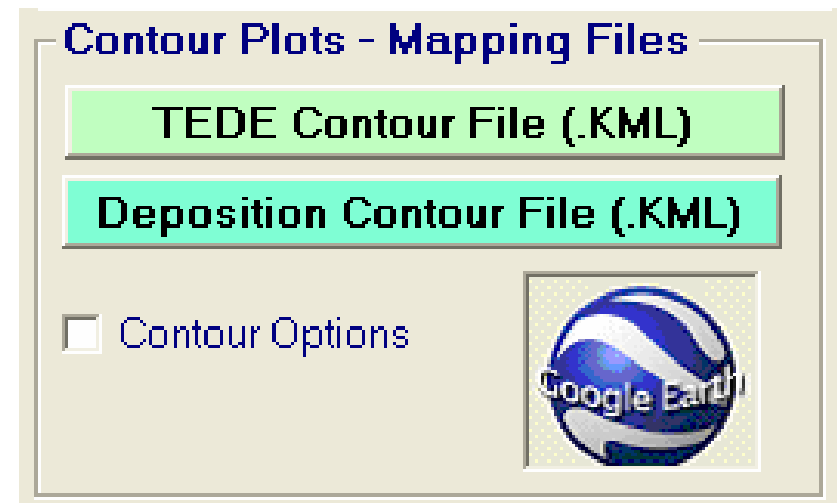 Contour Plots - Mapping Files
TEDE Contour File (.KML)
Deposition Contour File (.KML)
Contour Options
Google Earth